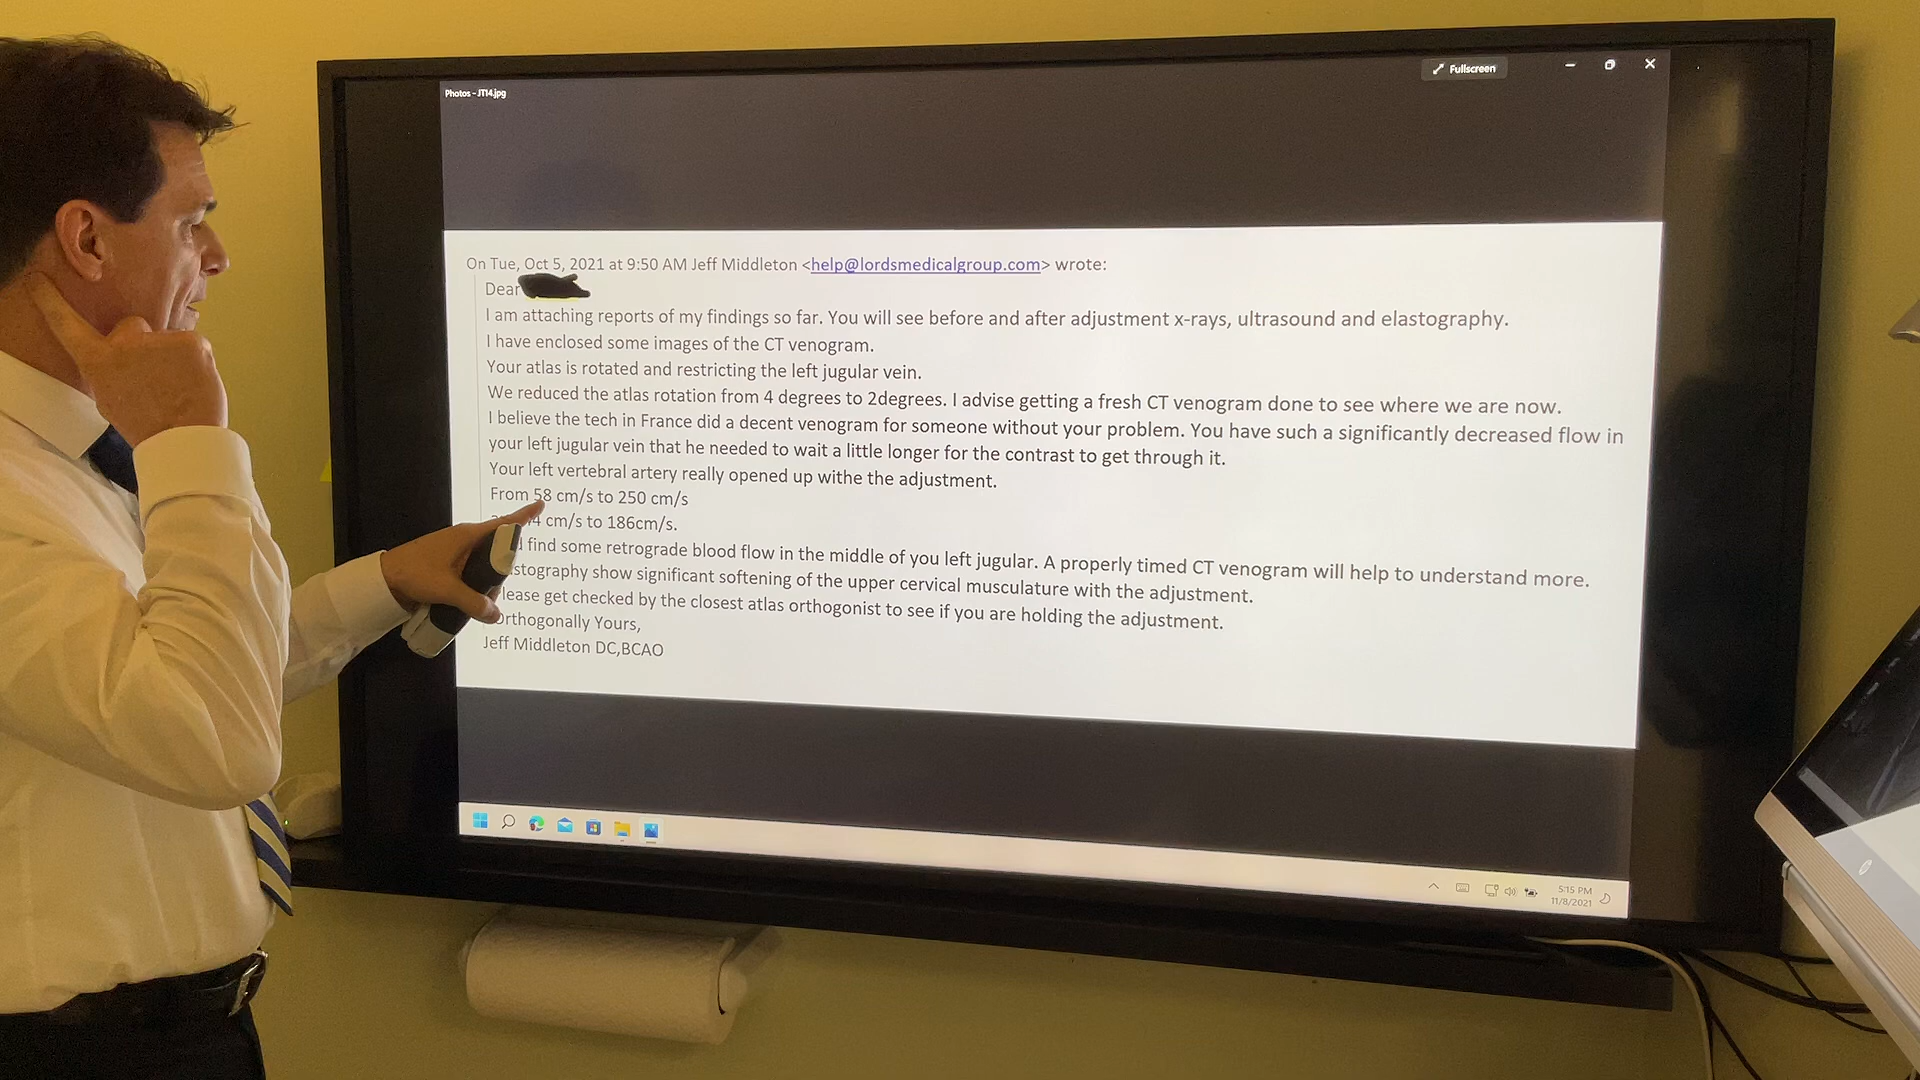 Photos - JT14.jpg
Fullscreen
On Tue, Oct 5, 2021 at 9:50 AM Jeff Middleton <help@lordsmedicalgroup.com> wrote:
Dear
I am attaching reports of my findings so far. You will see before and after adjustment x-rays, ultrasound and elastography.
I have enclosed some images of the CT venogram.
Your atlas is rotated and restricting the left jugular vein.
We reduced the atlas rotation from 4 degrees to 2degrees. I advise getting a fresh CT venogram done to see where we are now.
I believe the tech in France did a decent venogram for someone without your problem. You have such a significantly decreased flow in
your left jugular vein that he needed to wait a little longer for the contrast to get through it.
Your left vertebral artery really opened up withe the adjustment.
From 58 cm/s to 250 cm/s
cm/s to 186cm/s.
find some retrograde blood flow in the middle of you left jugular. A properly timed CT venogram will help to understand more.
stography show significant softening of the upper cervical musculature with the adjustment.
lease get checked by the closest atlas orthogonist to see if you are holding the adjustment.
Orthogonally Yours,
Jeff Middleton DC,BCAO
5:15 PM
11/8/2021